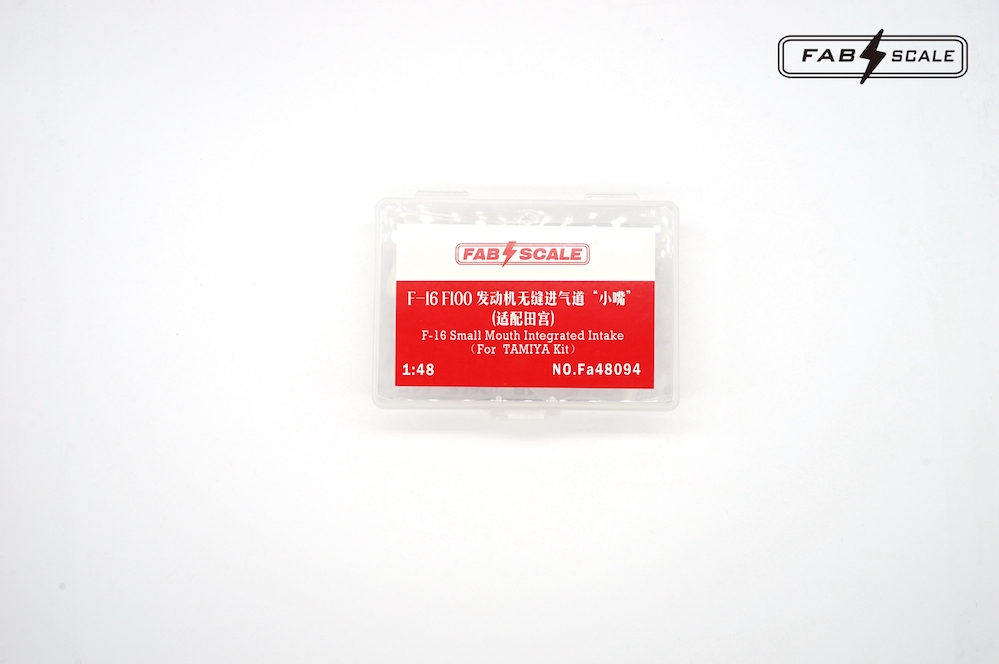 FAB SCALE
FAB SCALE
F-16 F100 发动机无缝进气道“小嘴”
(适配田宫)
F-16 Small Mouth Integrated Intake
(For TAMIYA Kit)
1:48 NO.Fa48094